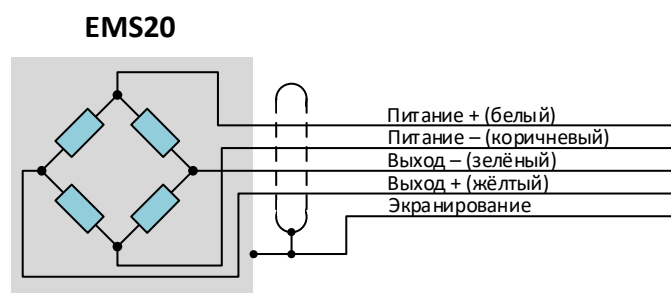 EMS20
Питание + (белый)
Питание – (коричневый)
Выход – (зелёный)
Выход + (жёлтый)
Экранирование